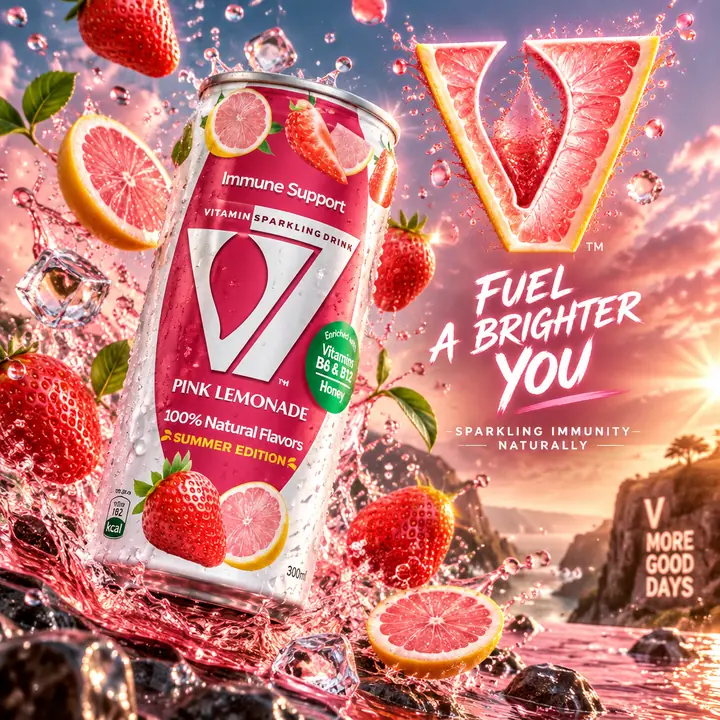 Immune Support
VITAMIN SPARKLING DRINK
V
TM
PINK LEMONADE
100% Natural Flavors
SUMMER EDITION
Enriched with
Vitamins
B6 & B12
Honey
182
kcal
300ml
V
TM
FUEL
A BRIGHTER
YOU
SPARKLING IMMUNITY
NATURALLY
V
MORE
GOOD
DAYS